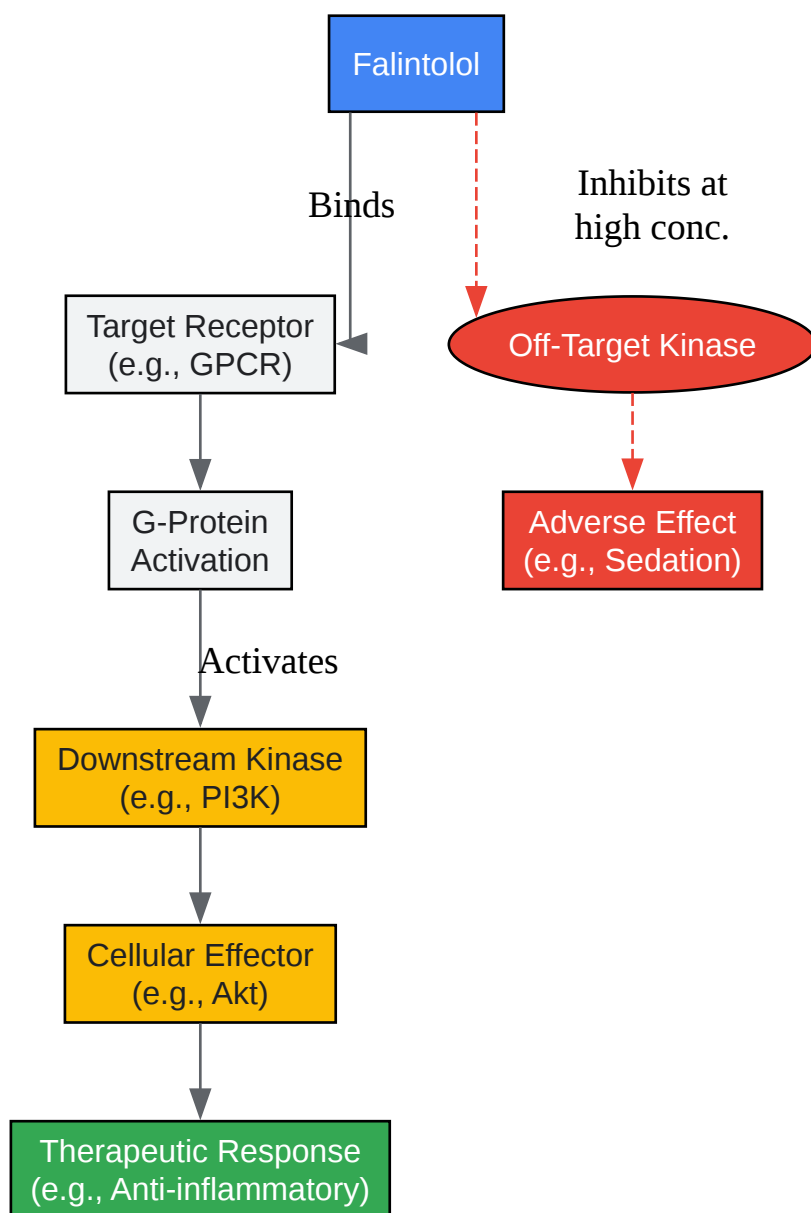 Falintolol
Binds
Inhibits at
high conc.
Target Receptor
(e.g., GPCR)
Off-Target Kinase
G-Protein
Activation
Adverse Effect
(e.g., Sedation)
Activates
Downstream Kinase
(e.g., PI3K)
Cellular Effector
(e.g., Akt)
Therapeutic Response
(e.g., Anti-inflammatory)